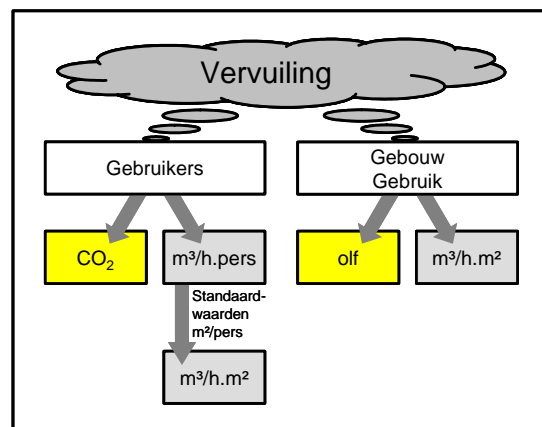 Vervuiling
Gebruikers
Gebouw
Gebruik
CO₂
m³/h.pers
olf
m³/h.m²
Standaard-
waarden
m²/pers
m³/h.m²